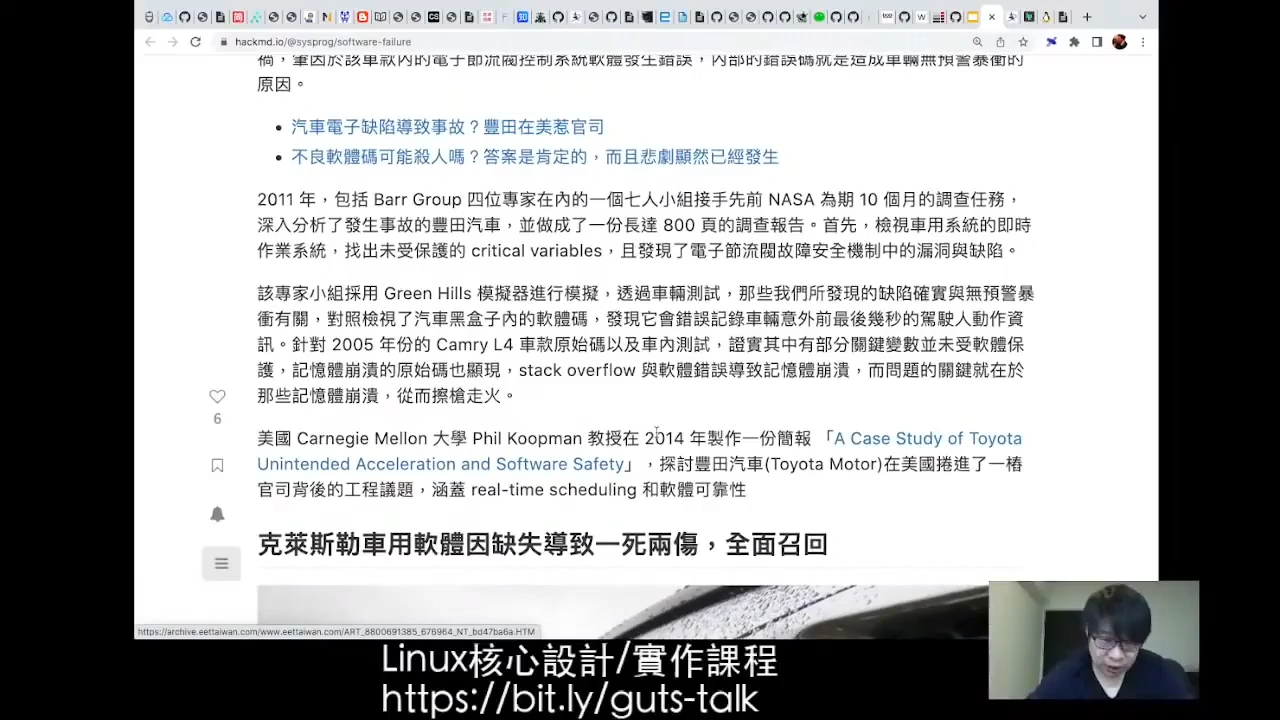 hackmd.io/@sysprog/software-failure
禍，肇因於該車款內的電子節流閥控制系統軟體發生錯誤，內部的錯誤碼就是造成車輛無預警暴衝的
原因。
汽車電子缺陷導致事故？豐田在美惹官司
不良軟體碼可能殺人嗎？答案是肯定的，而且悲劇顯然已經發生
2011 年，包括 Barr Group 四位專家在內的一個七人小組接手先前 NASA 為期 10 個月的調查任務，
深入分析了發生事故的豐田汽車，並做成了一份長達 800 頁的調查報告。首先，檢視車用系統的即時
作業系統，找出未受保護的 critical variables，且發現了電子節流閥故障安全機制中的漏洞與缺陷。
該專家小組採用 Green Hills 模擬器進行模擬，透過車輛測試，那些我們所發現的缺陷確實與無預警暴
衝有關，對照檢視了汽車黑盒子內的軟體碼，發現它會錯誤記錄車輛意外前最後幾秒的駕駛人動作資
訊。針對 2005 年份的 Camry L4 車款原始碼以及車內測試，證實其中有部分關鍵變數並未受軟體保
護，記憶體崩潰的原始碼也顯現，stack overflow 與軟體錯誤導致記憶體崩潰，而問題的關鍵就在於
那些記憶體崩潰，從而擦槍走火。
6
美國 Carnegie Mellon 大學 Phil Koopman 教授在 2014 年製作一份簡報 「A Case Study of Toyota
Unintended Acceleration and Software Safety」，探討豐田汽車(Toyota Motor)在美國捲進了一樁
官司背後的工程議題，涵蓋 real-time scheduling 和軟體可靠性
克萊斯勒車用軟體因缺失導致一死兩傷，全面召回
https://archive.eettaiwan.com/www.eettaiwan.com/ART_8800691385_676964_NT_bd47ba6a.HTM
Linux核心設計/實作課程
https://bit.ly/guts-talk